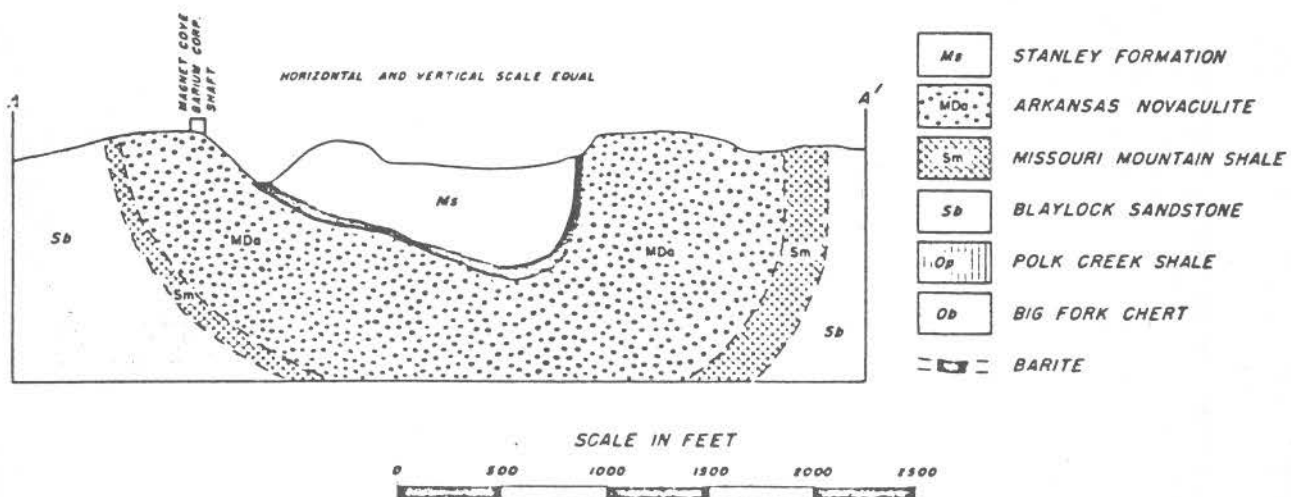 MAGNET COVE
BARIUM CORP.
SHAFT
HORIZONTAL AND VERTICAL SCALE EQUAL
A
A'
Ms
Sb
MDa
MDa
Sm
Sm
Sb
Ms STANLEY FORMATION
MDa ARKANSAS NOVACULITE
Sm MISSOURI MOUNTAIN SHALE
Sb BLAYLOCK SANDSTONE
Op POLK CREEK SHALE
Ob BIG FORK CHERT
BARITE
SCALE IN FEET
0 500 1000 1500 2000 2500